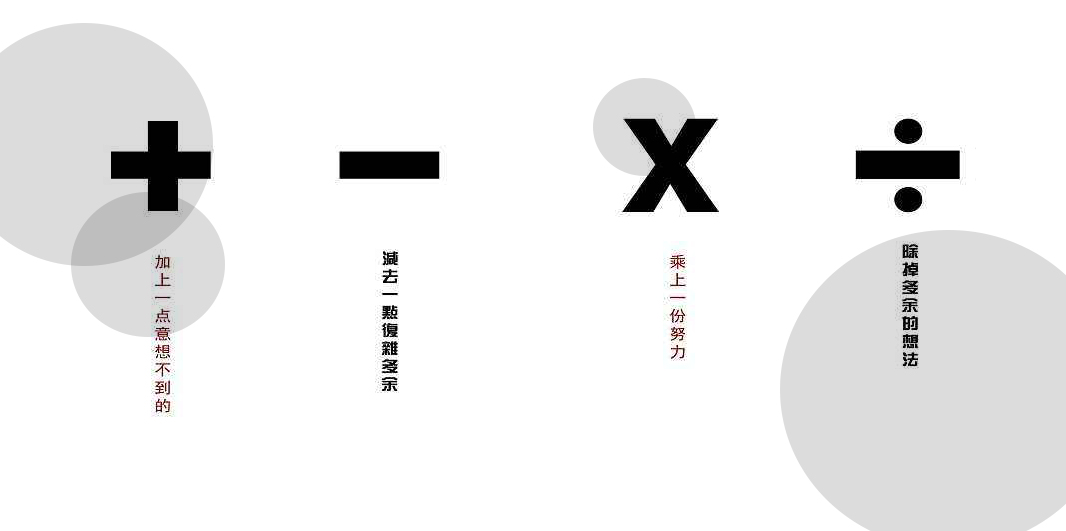 +
加上一点意想不到的
−
減去一點復雜多余
X
乘上一份努力
÷
除掉多余的想法